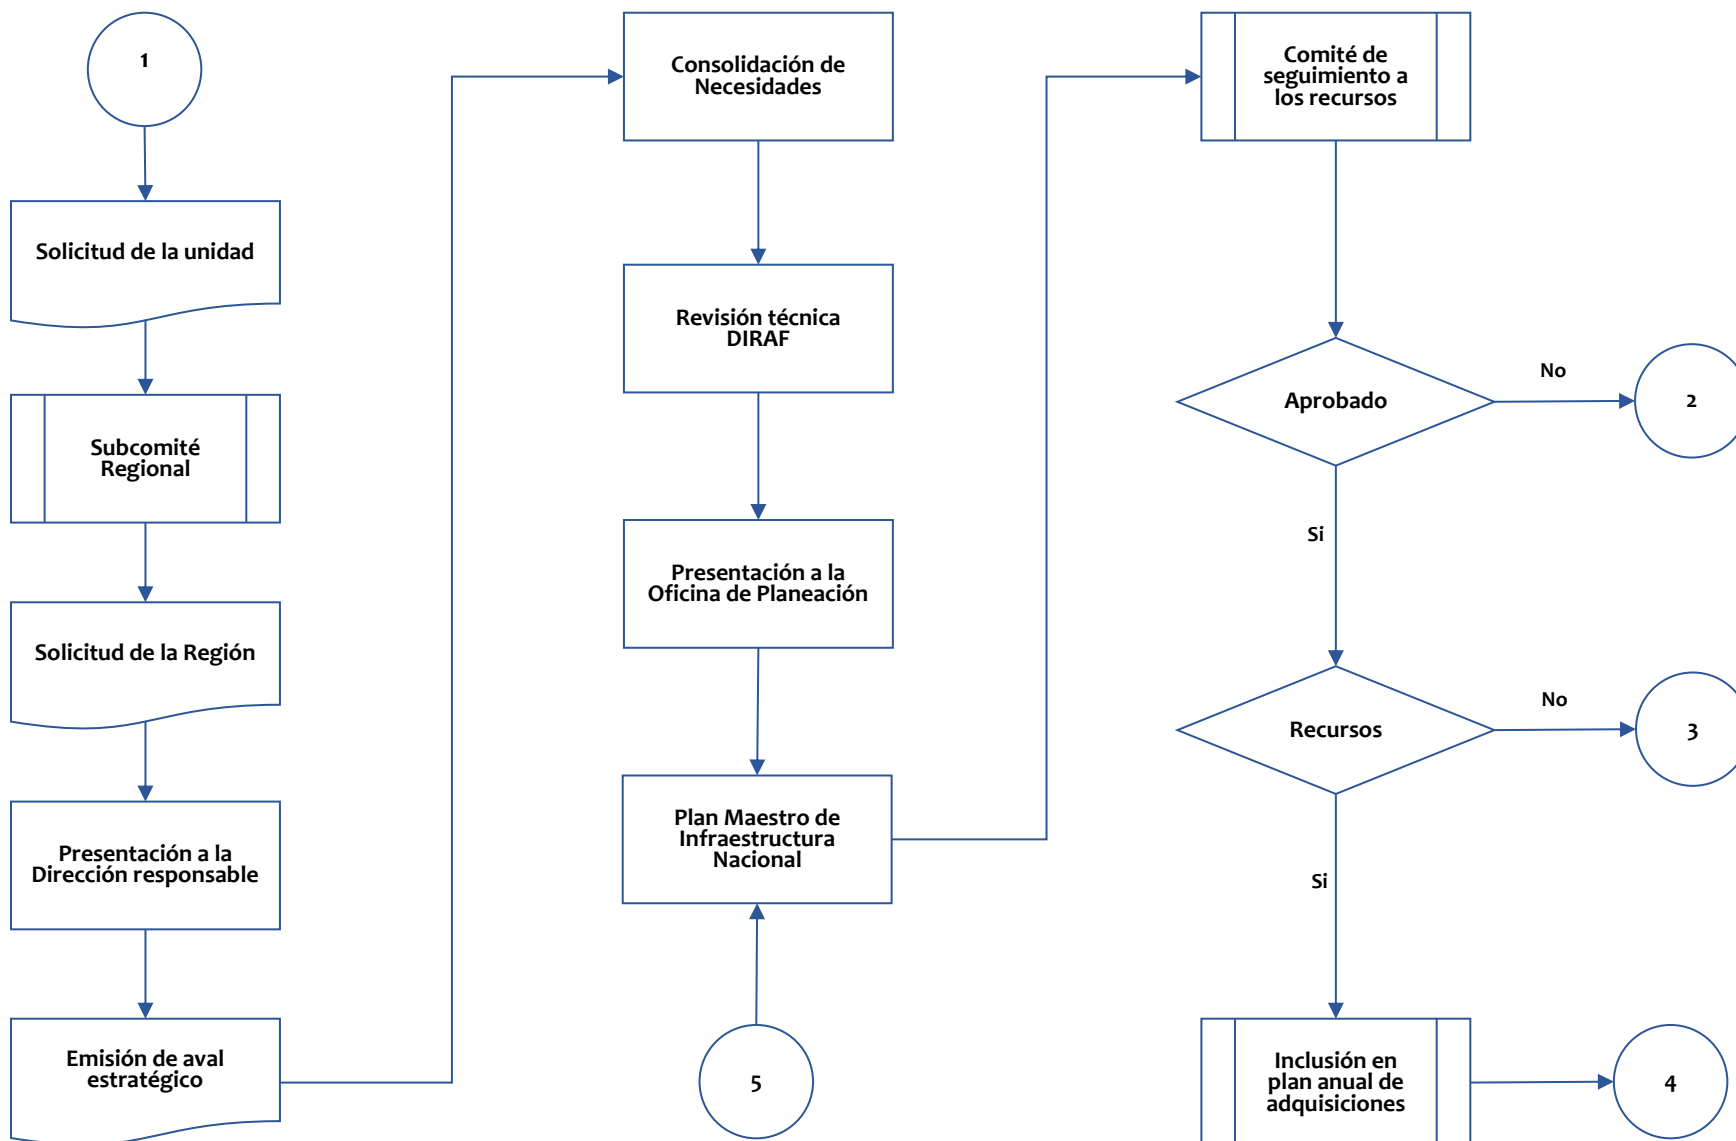 1
Solicitud de la unidad
Subcomité
Regional
Solicitud de la Región
Presentación a la
Dirección responsable
Emisión de aval
estratégico
Consolidación de
Necesidades
Revisión técnica
DIRAF
Presentación a la
Oficina de Planeación
Plan Maestro de
Infraestructura
Nacional
5
Comité de
seguimiento a
los recursos
Aprobado
No
2
Si
Recursos
No
3
Si
Inclusión en
plan anual de
adquisiciones
4